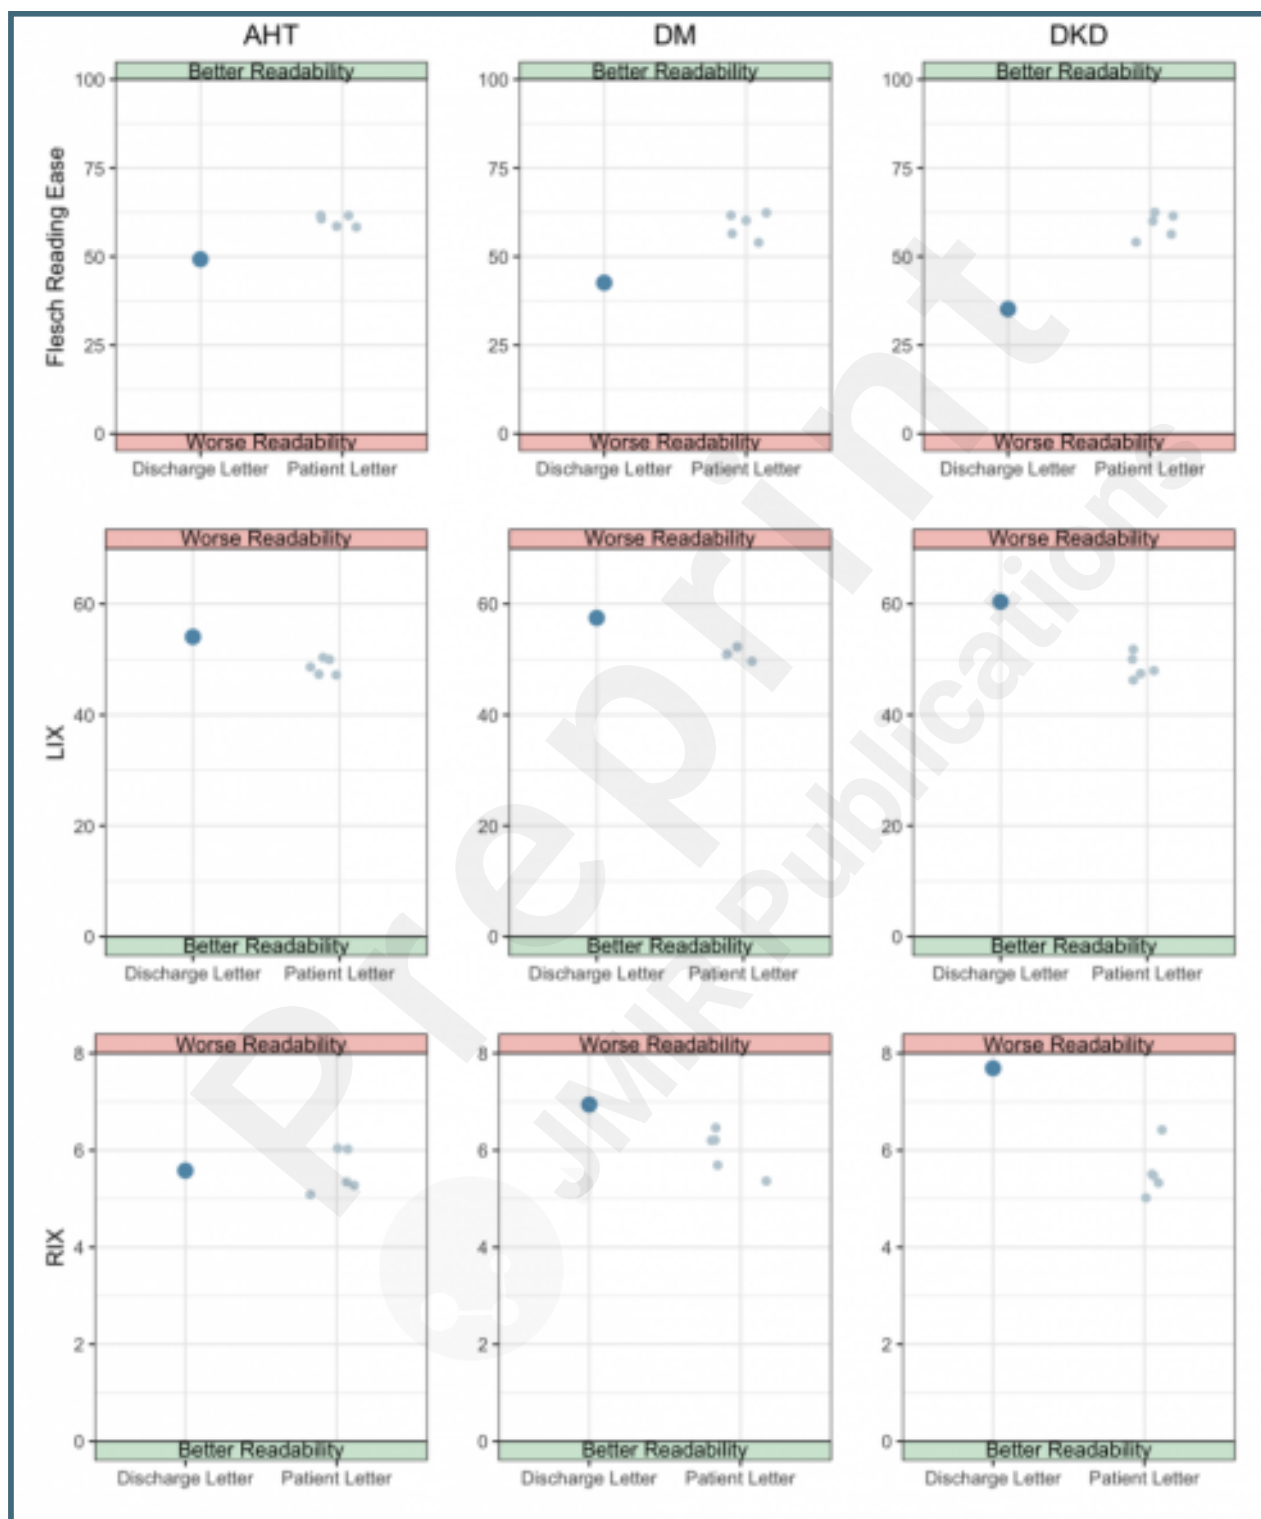 AHT DM DKD
Better Readability Better Readability Better Readability
100 100 100
Flesch Reading Ease
75 75 75
50 50 50
25 25 25
0 0 0
Worse Readability Worse Readability Worse Readability
Discharge Letter Patient Letter Discharge Letter Patient Letter Discharge Letter Patient Letter
Worse Readability Worse Readability Worse Readability
60 60 60
40 40 40
LIX
20 20 20
0 0 0
Better Readability Better Readability Better Readability
Discharge Letter Patient Letter Discharge Letter Patient Letter Discharge Letter Patient Letter
Worse Readability Worse Readability Worse Readability
8 8 8
6 6 6
RIX
4 4 4
2 2 2
0 0 0
Better Readability Better Readability Better Readability
Discharge Letter Patient Letter Discharge Letter Patient Letter Discharge Letter Patient Letter
Preprint
JMIR Publications